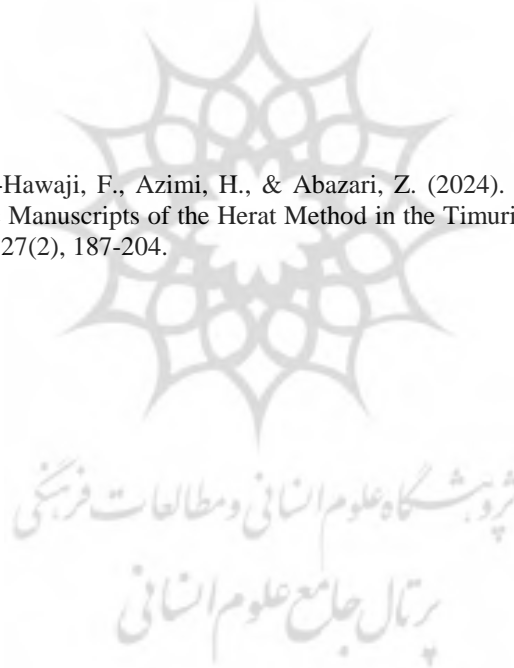 -Hawaji, F., Azimi, H., & Abazari, Z. (2024).
Manuscripts of the Herat Method in the Timuri
27(2), 187-204.
پژوهشگاه علوم انسانی و مطالعات فرهنگی
پرتال جامع علوم انسانی